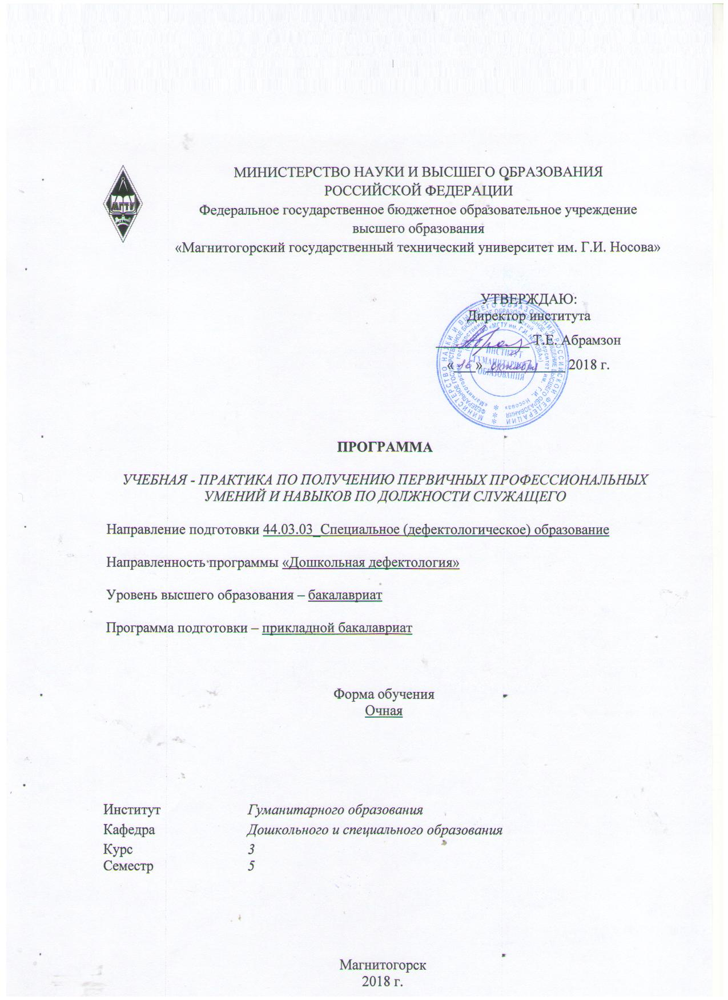 МИНИСТЕРСТВО НАУКИ И ВЫСШЕГО ОБРАЗОВАНИЯ
РОССИЙСКОЙ ФЕДЕРАЦИИ
Федеральное государственное бюджетное образовательное учреждение
высшего образования
«Магнитогорский государственный технический университет им. Г.И. Носова»
МГТУ
УТВЕРЖДАЮ:
Директор института
Т.Е. Абрамзон
«16» октября 2018 г.
ИНСТИТУТ
ГУМАНИТАРНОГО
ОБРАЗОВАНИЯ
ПРОГРАММА
УЧЕБНАЯ - ПРАКТИКА ПО ПОЛУЧЕНИЮ ПЕРВИЧНЫХ ПРОФЕССИОНАЛЬНЫХ
УМЕНИЙ И НАВЫКОВ ПО ДОЛЖНОСТИ СЛУЖАЩЕГО
Направление подготовки 44.03.03_Специальное (дефектологическое) образование
Направленность программы «Дошкольная дефектология»
Уровень высшего образования – бакалавриат
Программа подготовки – прикладной бакалавриат
Форма обучения
Очная
Институт Гуманитарного образования
Кафедра Дошкольного и специального образования
Курс 3
Семестр 5
Магнитогорск
2018 г.